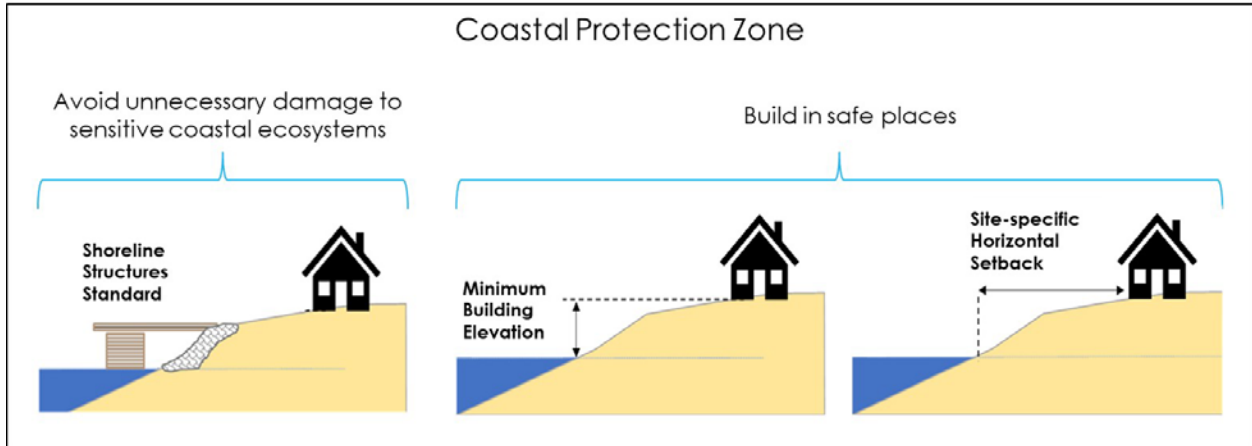 Coastal Protection Zone
Avoid unnecessary damage to
sensitive coastal ecosystems
Build in safe places
Shoreline
Structures
Standard
Minimum
Building
Elevation
Site-specific
Horizontal
Setback